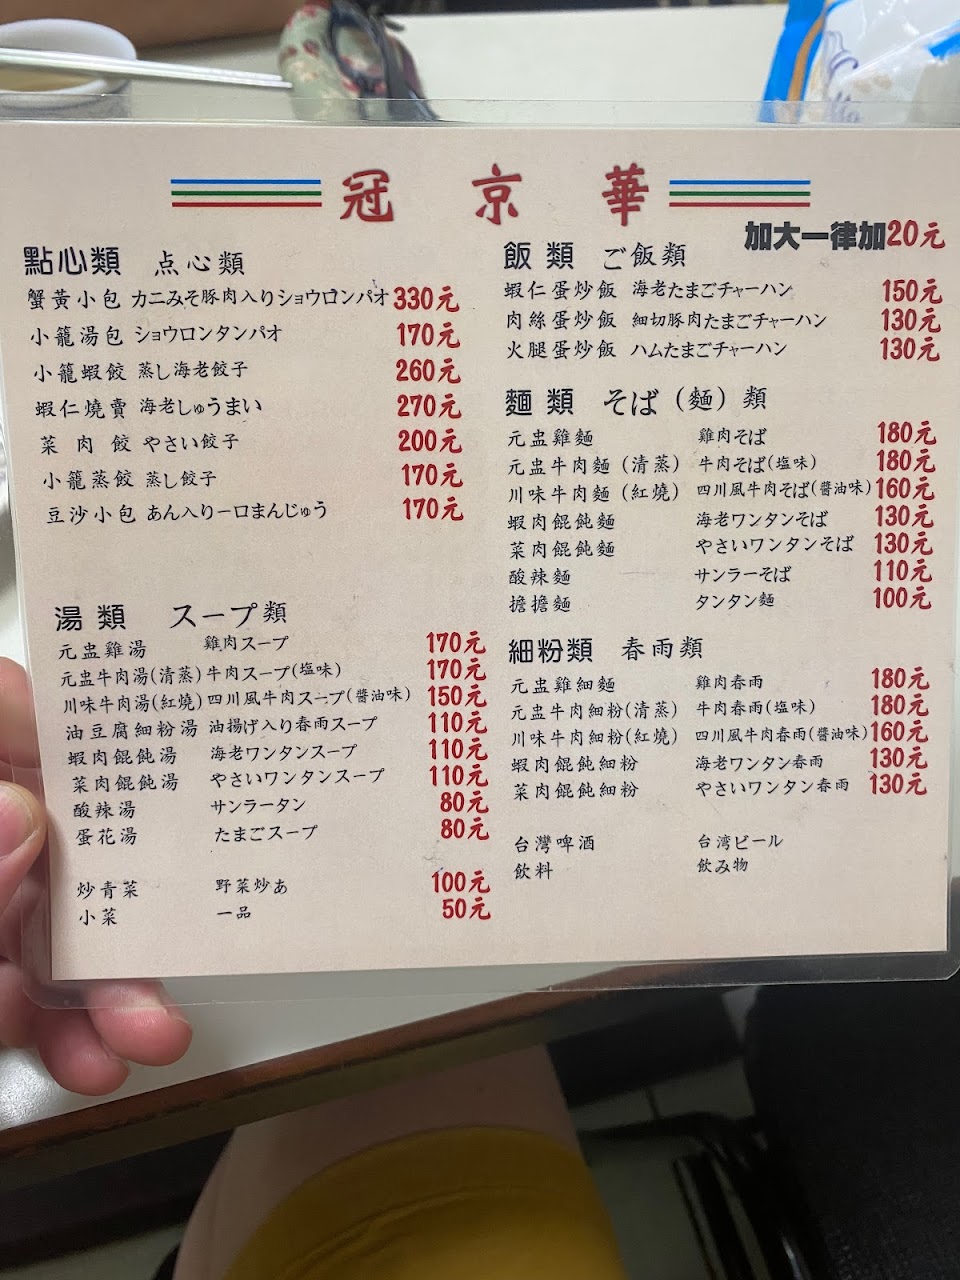 冠京華
加大一律加20元
點心類 点心類
蟹黃小包 カニみそ豚肉入りショウロンパオ 330元
小籠湯包 ショウロンタンパオ 170元
小籠蝦餃 蒸し海老餃子 260元
蝦仁燒賣 海老しゅうまい 270元
菜肉餃 やさい餃子 200元
小籠蒸餃 蒸し餃子 170元
豆沙小包 あん入り一口まんじゅう 170元
湯類 スープ類
元盅雞湯 雞肉スープ 170元
元盅牛肉湯(清蒸) 牛肉スープ(塩味) 170元
川味牛肉湯(紅燒) 四川風牛肉スープ(醬油味) 150元
油豆腐細粉湯 油揚げ入り春雨スープ 110元
蝦肉餛飩湯 海老ワンタンスープ 110元
菜肉餛飩湯 やさいワンタンスープ 110元
酸辣湯 サンラータン 80元
蛋花湯 たまごスープ 80元
炒青菜 野菜炒あ 100元
小菜 一品 50元
飯類 ご飯類
蝦仁蛋炒飯 海老たまごチャーハン 150元
肉絲蛋炒飯 細切豚肉たまごチャーハン 130元
火腿蛋炒飯 ハムたまごチャーハン 130元
麵類 そば(麵)類
元盅雞麵 雞肉そば 180元
元盅牛肉麵(清蒸) 牛肉そば(塩味) 180元
川味牛肉麵(紅燒) 四川風牛肉そば(醬油味) 160元
蝦肉餛飩麵 海老ワンタンそば 130元
菜肉餛飩麵 やさいワンタンそば 130元
酸辣麵 サンラーそば 110元
擔擔麵 タンタン麵 100元
細粉類 春雨類
元盅雞細麵 雞肉春雨 180元
元盅牛肉細粉(清蒸) 牛肉春雨(塩味) 180元
川味牛肉細粉(紅燒) 四川風牛肉春雨(醬油味) 160元
蝦肉餛飩細粉 海老ワンタン春雨 130元
菜肉餛飩細粉 やさいワンタン春雨 130元
台灣啤酒 台湾ビール
飲料 飲み物